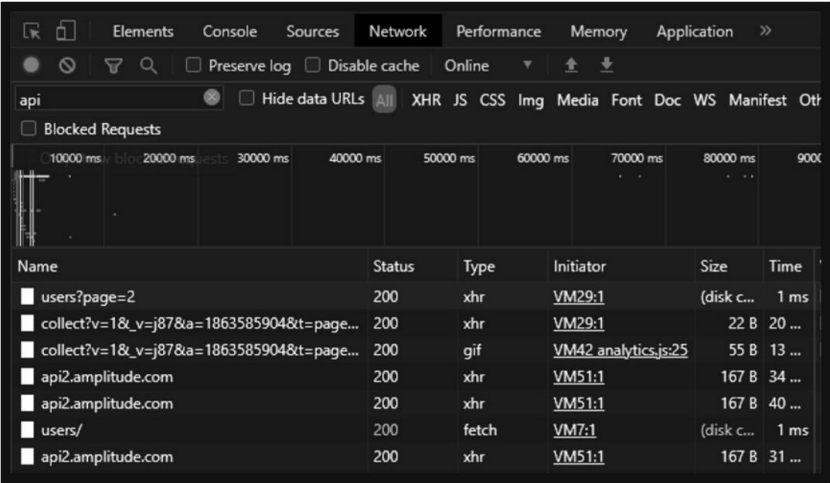 Elements Console Sources Network Performance Memory Application »
Preserve log Disable cache Online
api Hide data URLs All XHR JS CSS Img Media Font Doc WS Manifest Oth
Blocked Requests
10000 ms 20000 ms 30000 ms 40000 ms 50000 ms 60000 ms 70000 ms 80000 ms 9000
Name Status Type Initiator Size Time
users?page=2 200 xhr VM29:1 (disk c... 1 ms
collect?v=1&_v=j87&a=1863585904&t=page... 200 xhr VM29:1 22 B 20 ...
collect?v=1&_v=j87&a=1863585904&t=page... 200 gif VM42 analytics.js:25 55 B 13 ...
api2.amplitude.com 200 xhr VM51:1 167 B 34 ...
api2.amplitude.com 200 xhr VM51:1 167 B 40 ...
users/ 200 fetch VM7:1 (disk c... 1 ms
api2.amplitude.com 200 xhr VM51:1 167 B 31 ...